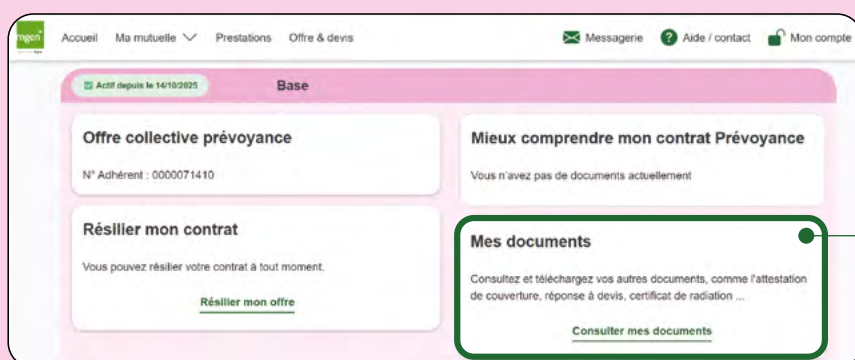 mgen
Accueil Ma mutuelle Prestations Offre & devis Messagerie Aide / contact Mon compte
Actif depuis le 14/10/2025 Base
Offre collective prévoyance
N° Adhérent : 0000071410
Mieux comprendre mon contrat Prévoyance
Vous n'avez pas de documents actuellement
Résilier mon contrat
Vous pouvez résilier votre contrat à tout moment.
Résilier mon offre
Mes documents
Consultez et téléchargez vos autres documents, comme l'attestation
de couverture, réponse à devis, certificat de radiation ...
Consulter mes documents